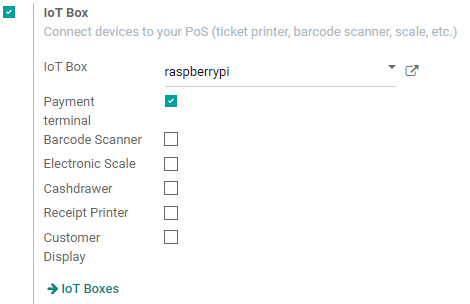 IoT Box
Connect devices to your PoS (ticket printer, barcode scanner, scale, etc.)
IoT Box
raspberrypi
Payment
terminal
Barcode Scanner
Electronic Scale
Cashdrawer
Receipt Printer
Customer
Display
IoT Boxes